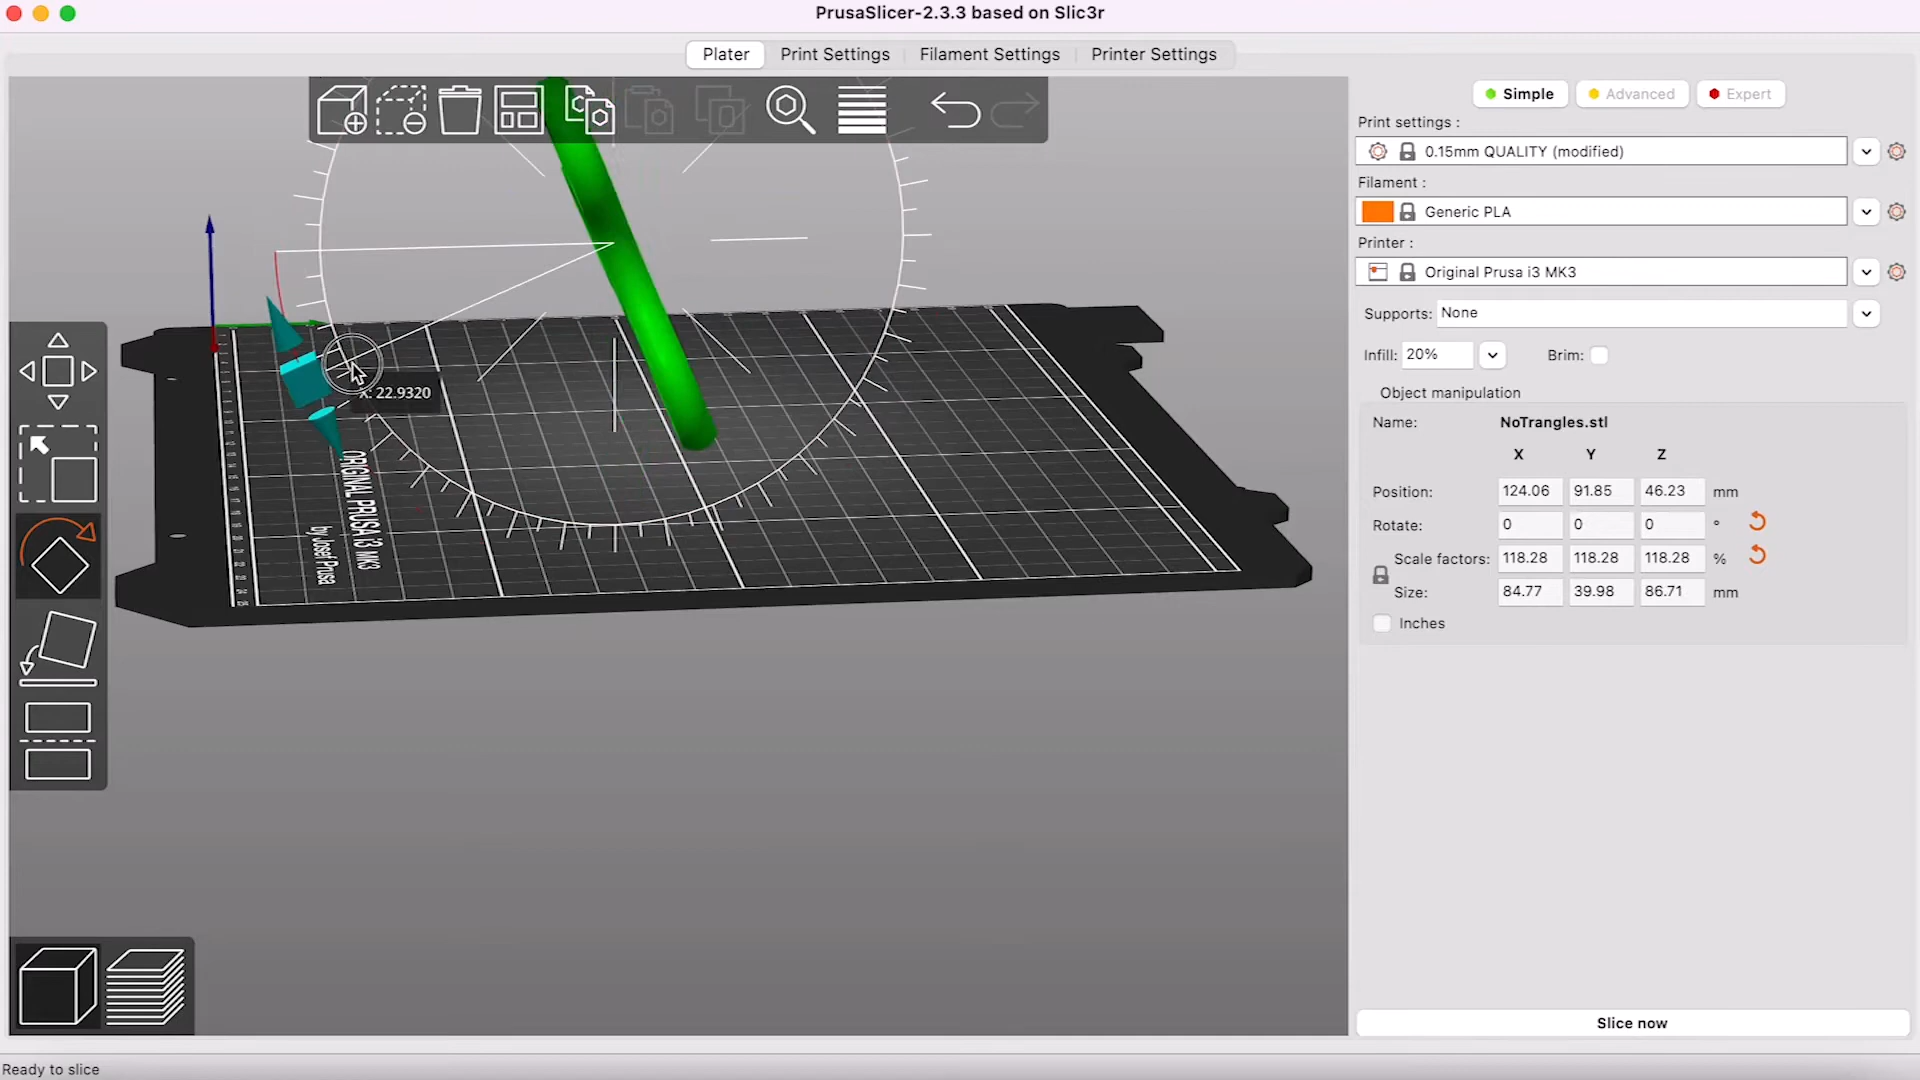 PrusaSlicer-2.3.3 based on Slic3r
Plater
Print Settings
Filament Settings
Printer Settings
Simple
Advanced
Expert
Print settings :
0.15mm QUALITY (modified)
Filament :
Generic PLA
Printer :
Original Prusa i3 MK3
Supports: None
Infill: 20%
Brim:
Object manipulation
Name: NoTrangles.stl
X Y Z
Position: 124.06 91.85 46.23 mm
Rotate: 0 0 0 °
Scale factors: 118.28 118.28 118.28 %
Size: 84.77 39.98 86.71 mm
Inches
X: 22.9320
ORIGINAL PRUSA i3 MK3
by Josef Prusa
Slice now
Ready to slice